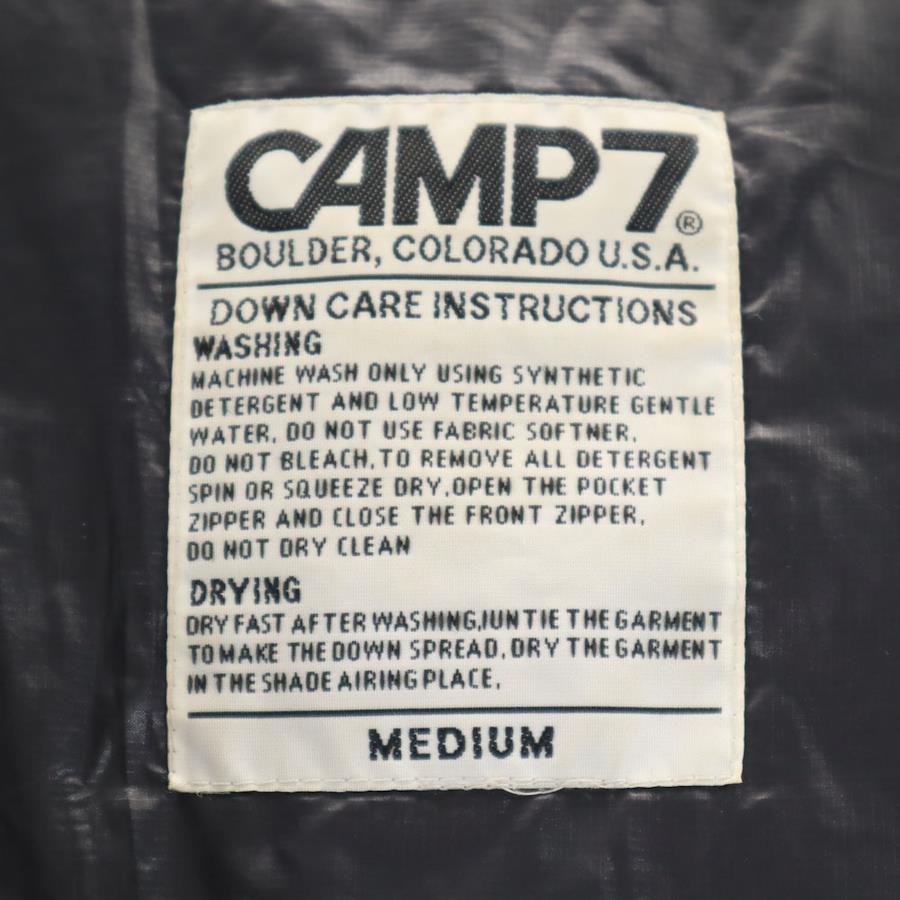 CAMP7®
BOULDER, COLORADO U.S.A.
DOWN CARE INSTRUCTIONS
WASHING
MACHINE WASH ONLY USING SYNTHETIC
DETERGENT AND LOW TEMPERATURE GENTLE
WATER. DO NOT USE FABRIC SOFTNER.
DO NOT BLEACH,TO REMOVE ALL DETERGENT
SPIN OR SQUEEZE DRY,OPEN THE POCKET
ZIPPER AND CLOSE THE FRONT ZIPPER,
DO NOT DRY CLEAN
DRYING
DRY FAST AFTER WASHING,IUNTIE THE GARMENT
TO MAKE THE DOWN SPREAD, DRY THE GARMENT
IN THE SHADE AIRING PLACE,
MEDIUM